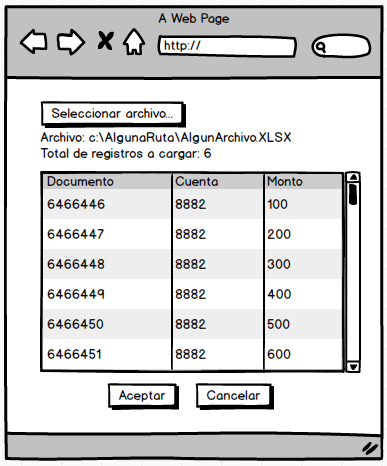 A Web Page
http://
Seleccionar archivo...
Archivo: c:\AlgunaRuta\AlgunArchivo.XLSX
Total de registros a cargar: 6
Documento Cuenta Monto
6466446 8882 100
6466447 8882 200
6466448 8882 300
6466449 8882 400
6466450 8882 500
6466451 8882 600
Aceptar Cancelar